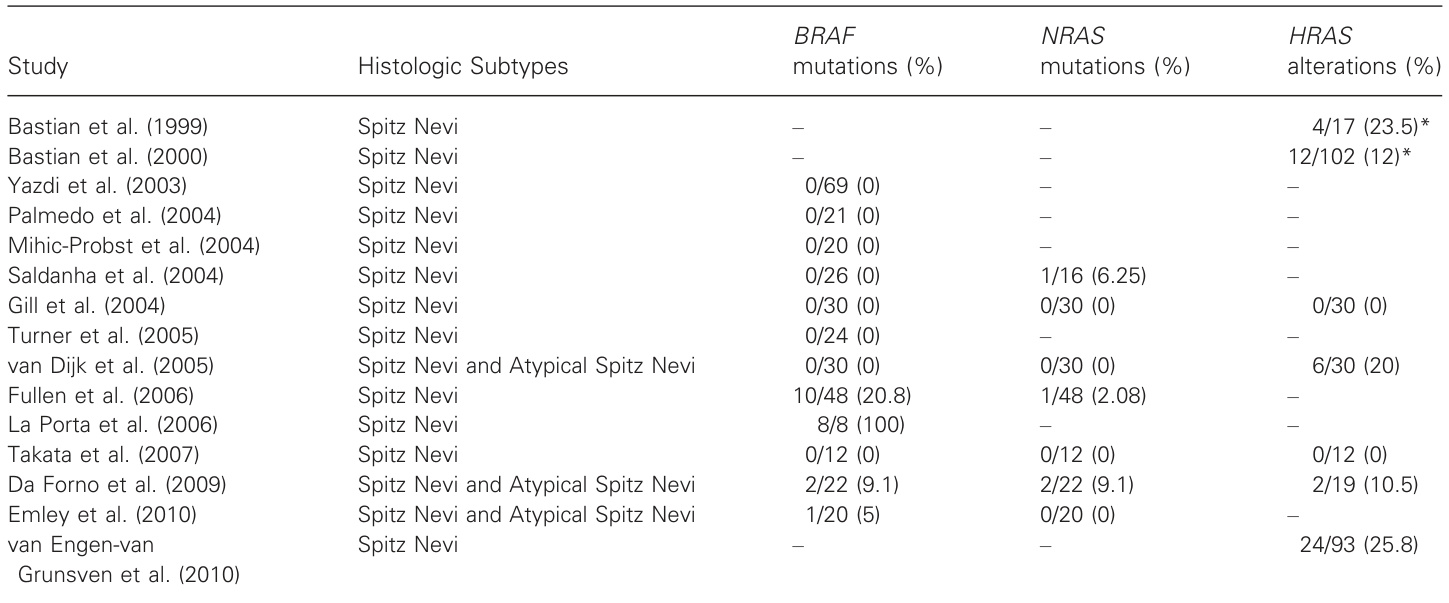 Study Histologic Subtypes BRAF mutations (%) NRAS mutations (%) HRAS alterations (%)
Bastian et al. (1999) Spitz Nevi – – 4/17 (23.5)*
Bastian et al. (2000) Spitz Nevi – – 12/102 (12)*
Yazdi et al. (2003) Spitz Nevi 0/69 (0) – –
Palmedo et al. (2004) Spitz Nevi 0/21 (0) – –
Mihic-Probst et al. (2004) Spitz Nevi 0/20 (0) – –
Saldanha et al. (2004) Spitz Nevi 0/26 (0) 1/16 (6.25) –
Gill et al. (2004) Spitz Nevi 0/30 (0) 0/30 (0) 0/30 (0)
Turner et al. (2005) Spitz Nevi 0/24 (0) – –
van Dijk et al. (2005) Spitz Nevi and Atypical Spitz Nevi 0/30 (0) 0/30 (0) 6/30 (20)
Fullen et al. (2006) Spitz Nevi 10/48 (20.8) 1/48 (2.08) –
La Porta et al. (2006) Spitz Nevi 8/8 (100) – –
Takata et al. (2007) Spitz Nevi 0/12 (0) 0/12 (0) 0/12 (0)
Da Forno et al. (2009) Spitz Nevi and Atypical Spitz Nevi 2/22 (9.1) 2/22 (9.1) 2/19 (10.5)
Emley et al. (2010) Spitz Nevi and Atypical Spitz Nevi 1/20 (5) 0/20 (0) –
van Engen-van Spitz Nevi – – 24/93 (25.8)
Grunsven et al. (2010)